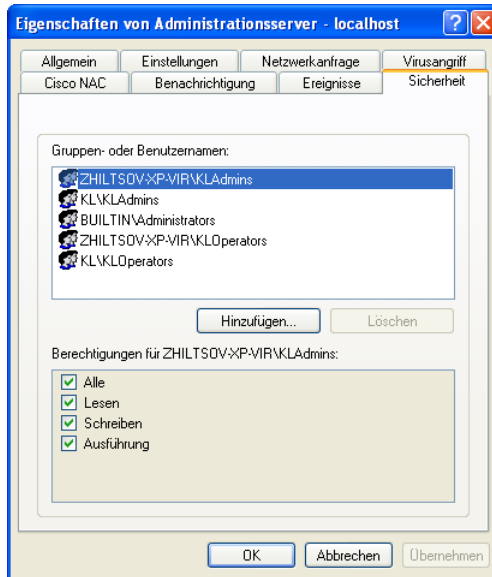 Eigenschaften von Administrationsserver - localhost
Allgemein Einstellungen Netzwerkanfrage Virusangriff
Cisco NAC Benachrichtigung Ereignisse Sicherheit
Gruppen- oder Benutzernamen:
ZHILTSOV-XP-VIR\KLAdmins
KL\KLAdmins
BUILTIN\Administrators
ZHILTSOV-XP-VIR\KLOperators
KL\KLOperators
Hinzufügen... Löschen
Berechtigungen für ZHILTSOV-XP-VIR\KLAdmins:
Alle
Lesen
Schreiben
Ausführung
OK Abbrechen Übernehmen